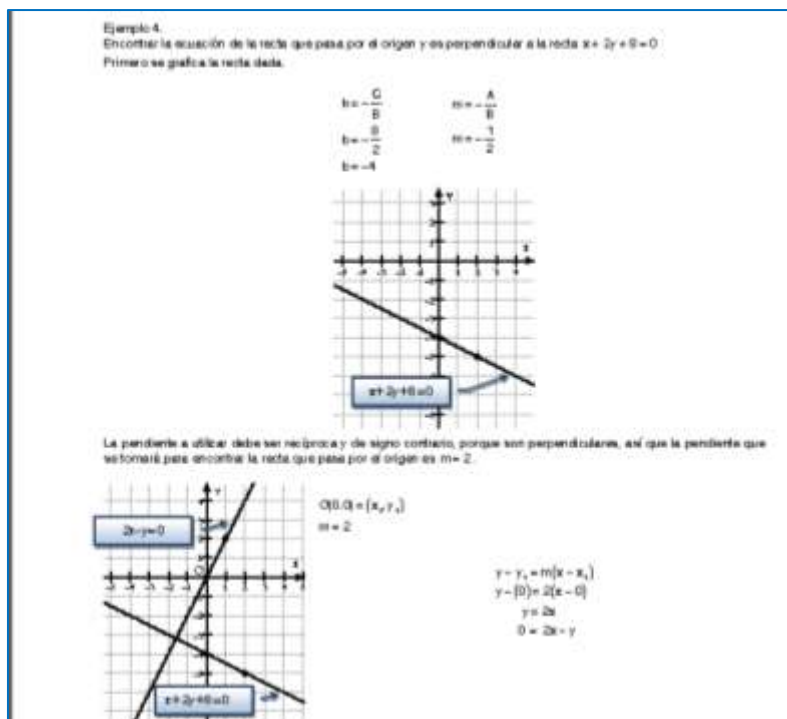 Ejemplo 4.
Encontrar la ecuación de la recta que pasa por el origen y es perpendicular a la recta x + 2y + 8 = 0
Primero se grafica la recta dada.
b = -C/B    m = -A/B
b = -8/2    m = -1/2
b = -4
Y
X
x + 2y + 8 = 0
La pendiente a utilizar debe ser recíproca y de signo contrario, porque son perpendiculares, así que la pendiente que
se tomará para encontrar la recta que pasa por el origen es m = 2.
Y
2x - y = 0
O
X
x + 2y + 8 = 0
O(0,0) = (x₁, y₁)
m = 2
y - y₁ = m(x - x₁)
y - (0) = 2(x - 0)
y = 2x
0 = 2x - y